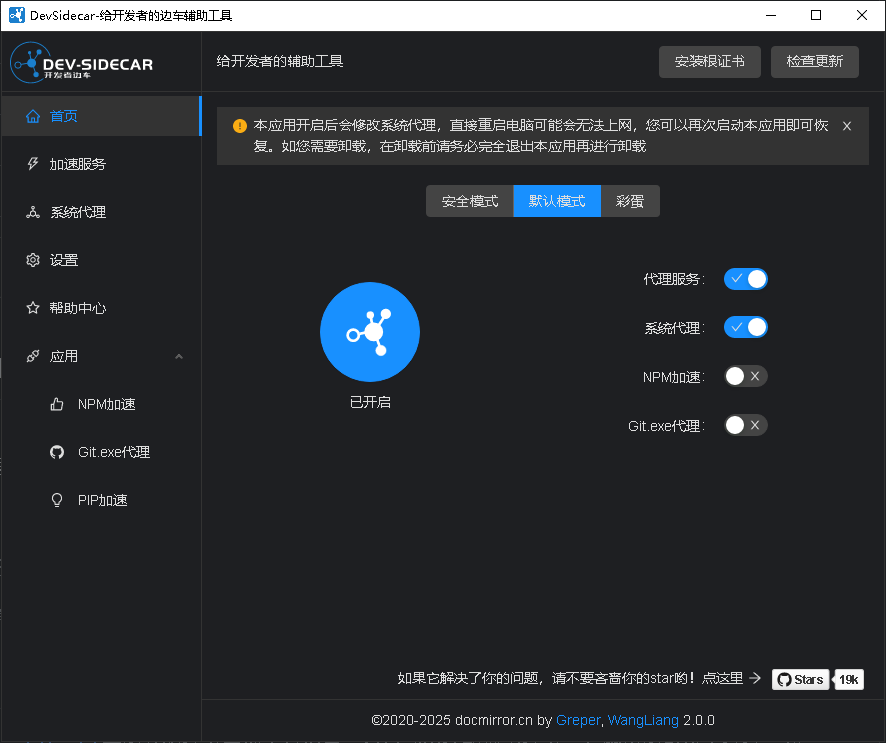 DevSidecar-给开发者的边车辅助工具
DEV-SIDECAR
开发者边车
给开发者的辅助工具
安装根证书
检查更新
首页
加速服务
系统代理
设置
帮助中心
应用
NPM加速
Git.exe代理
PIP加速
本应用开启后会修改系统代理，直接重启电脑可能会无法上网，您可以再次启动本应用即可恢
复。如您需要卸载，在卸载前请务必完全退出本应用再进行卸载
安全模式
默认模式
彩蛋
已开启
代理服务：
系统代理：
NPM加速：
Git.exe代理：
如果它解决了你的问题，请不要吝啬你的star哟！点这里
Stars
19k
©2020-2025 docmirror.cn by Greper, WangLiang 2.0.0